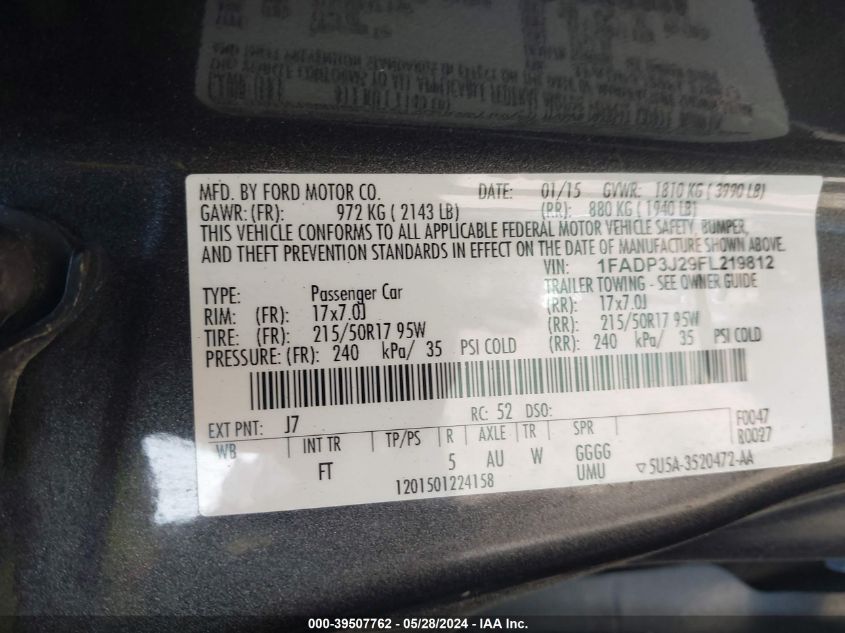 MFD. BY FORD MOTOR CO. DATE: 01/15 GVWR: 1810 KG ( 3990 LB)
GAWR:(FR): 972 KG ( 2143 LB) (RR): 880 KG ( 1940 LB)
THIS VEHICLE CONFORMS TO ALL APPLICABLE FEDERAL MOTOR VEHICLE SAFETY, BUMPER,
AND THEFT PREVENTION STANDARDS IN EFFECT ON THE DATE OF MANUFACTURE SHOWN ABOVE.
VIN: 1FADP3J29FL219812
TYPE: Passenger Car TRAILER TOWING - SEE OWNER GUIDE
RIM: (FR): 17x7.0J (RR): 17x7.0J
TIRE: (FR): 215/50R17 95W (RR): 215/50R17 95W
PRESSURE: (FR): 240 kPa/ 35 PSI COLD (RR): 240 kPa/ 35 PSI COLD
EXT PNT: J7 RC: 52 DSO: F0047
WB INT TR TP/PS R AXLE TR SPR R0027
FT 5 AU W GGGG
UMU ▽5U5A-3520472-AA
1201501224158
000-39507762 - 05/28/2024 - IAA Inc.